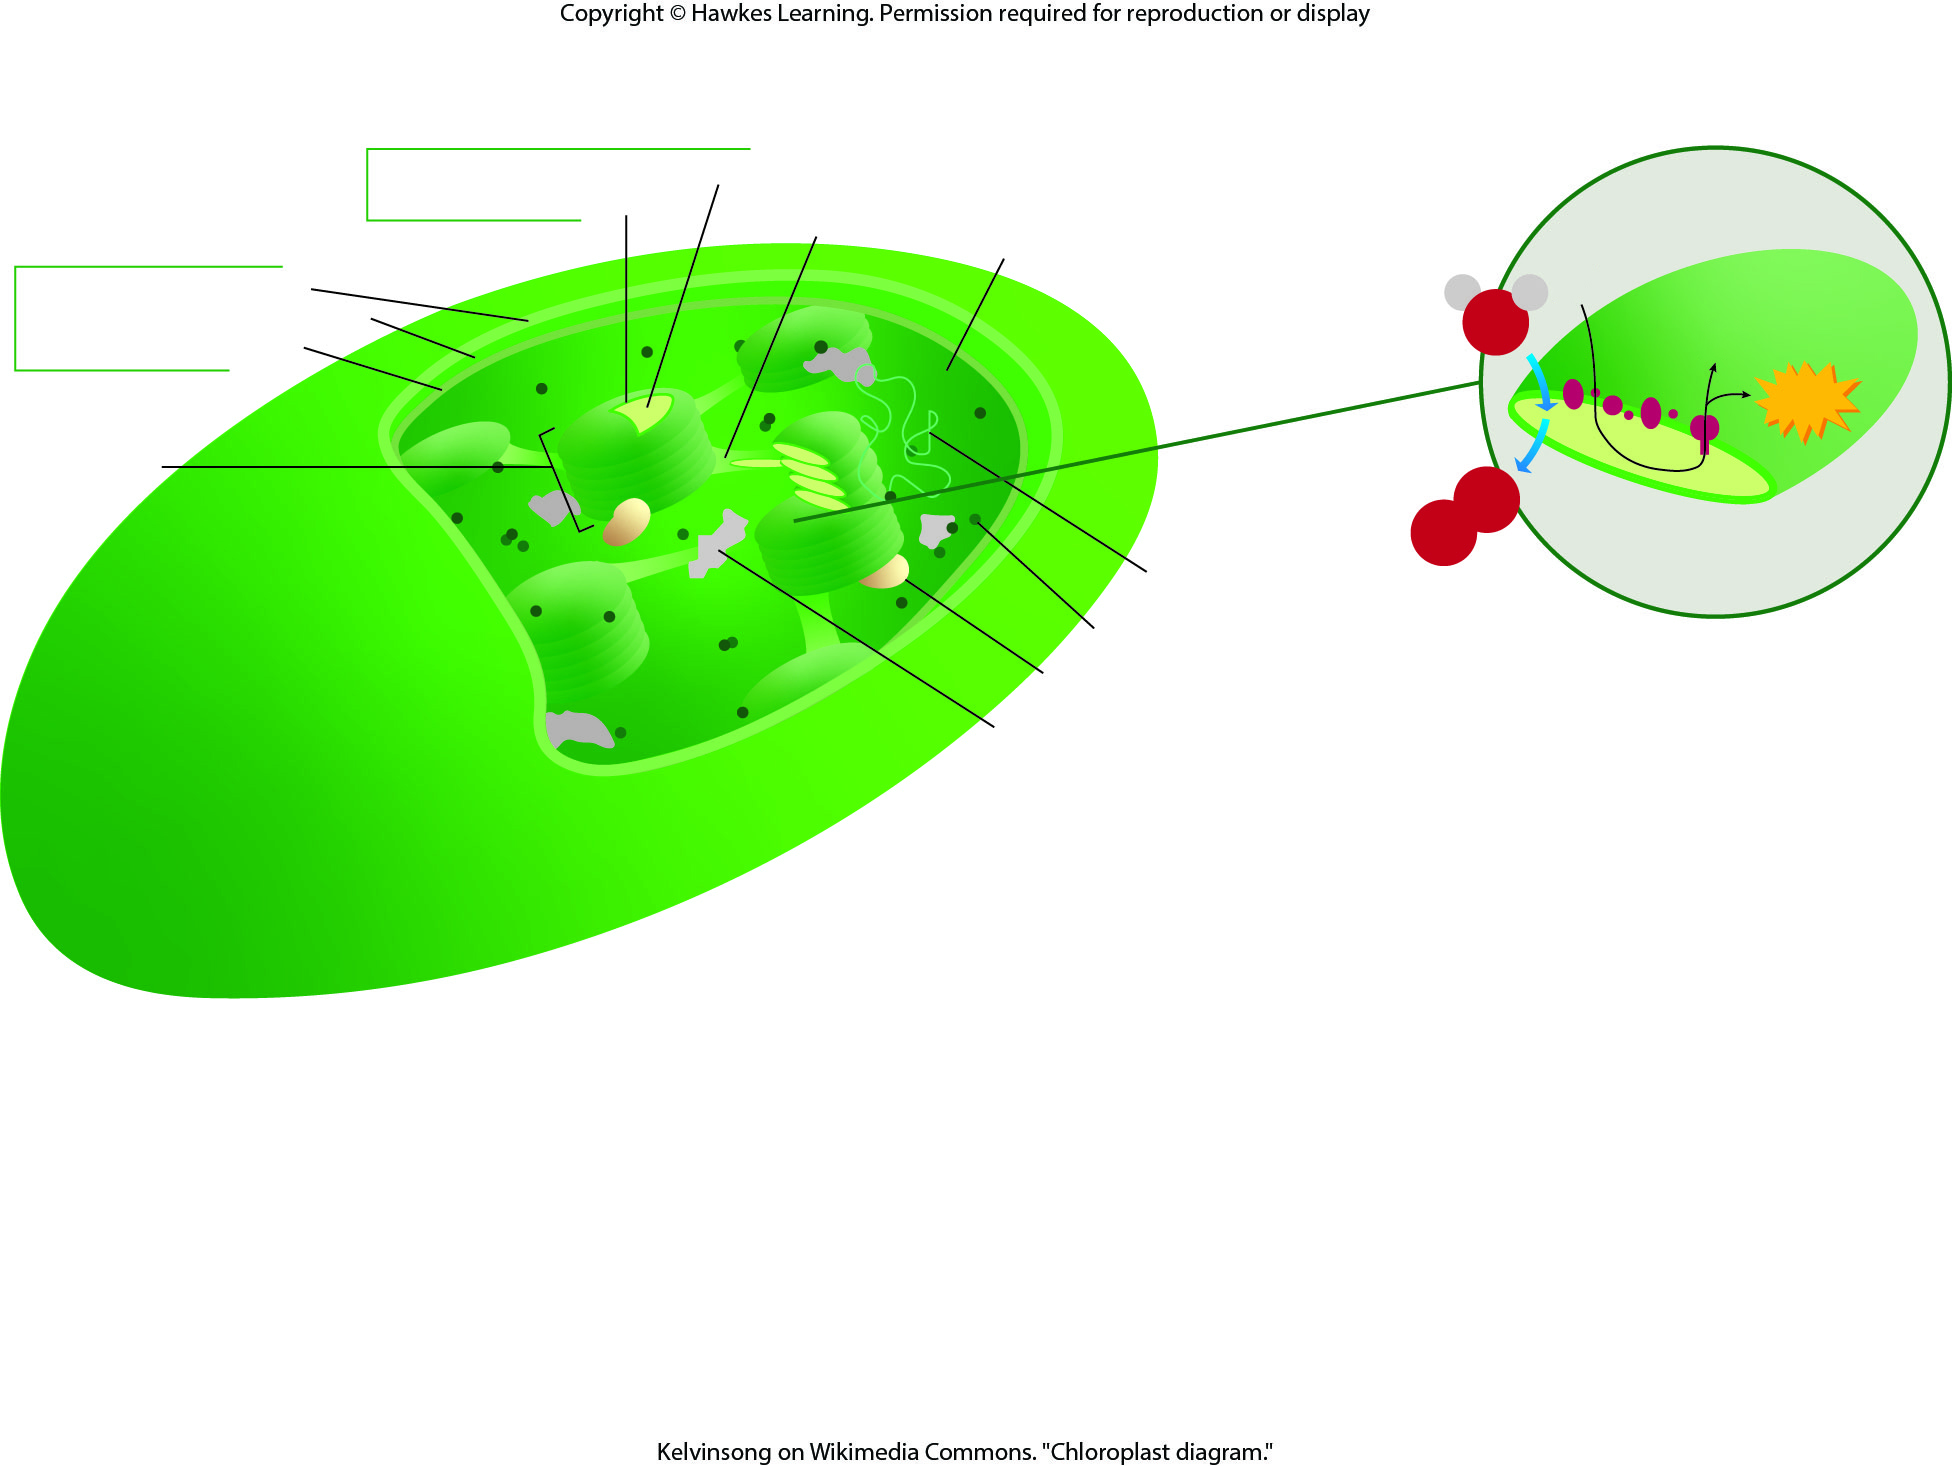 Copyright © Hawkes Learning. Permission required for reproduction or display
Kelvinsong on Wikimedia Commons. "Chloroplast diagram."